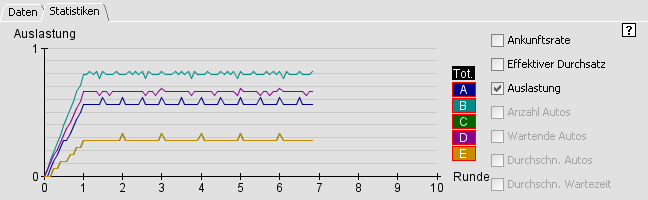 Daten Statistiken
Auslastung
1
0
0 1 2 3 4 5 6 7 8 9 10
Runde
Tot.
A
B
C
D
E
?
Ankunftsrate
Effektiver Durchsatz
Auslastung
Anzahl Autos
Wartende Autos
Durchschn. Autos
Durchschn. Wartezeit